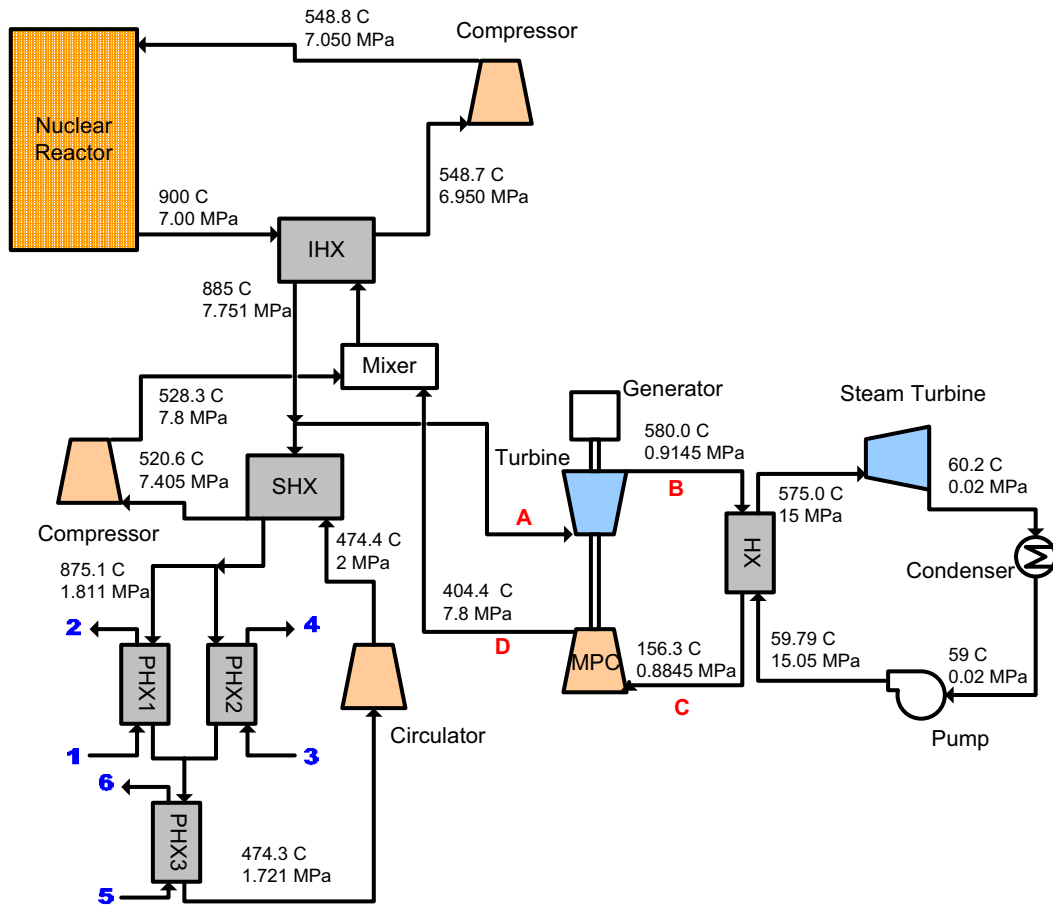 548.8 C
7.050 MPa
Compressor
Nuclear
Reactor
900 C
7.00 MPa
548.7 C
6.950 MPa
IHX
885 C
7.751 MPa
Mixer
528.3 C
7.8 MPa
Generator
Steam Turbine
580.0 C
0.9145 MPa
Turbine
B
60.2 C
0.02 MPa
520.6 C
7.405 MPa
SHX
575.0 C
15 MPa
A
Compressor
474.4 C
2 MPa
HX
Condenser
875.1 C
1.811 MPa
404.4 C
7.8 MPa
D
2
4
PHX1
PHX2
MPC
156.3 C
0.8845 MPa
C
59.79 C
15.05 MPa
59 C
0.02 MPa
1
3
Circulator
Pump
6
PHX3
5
474.3 C
1.721 MPa